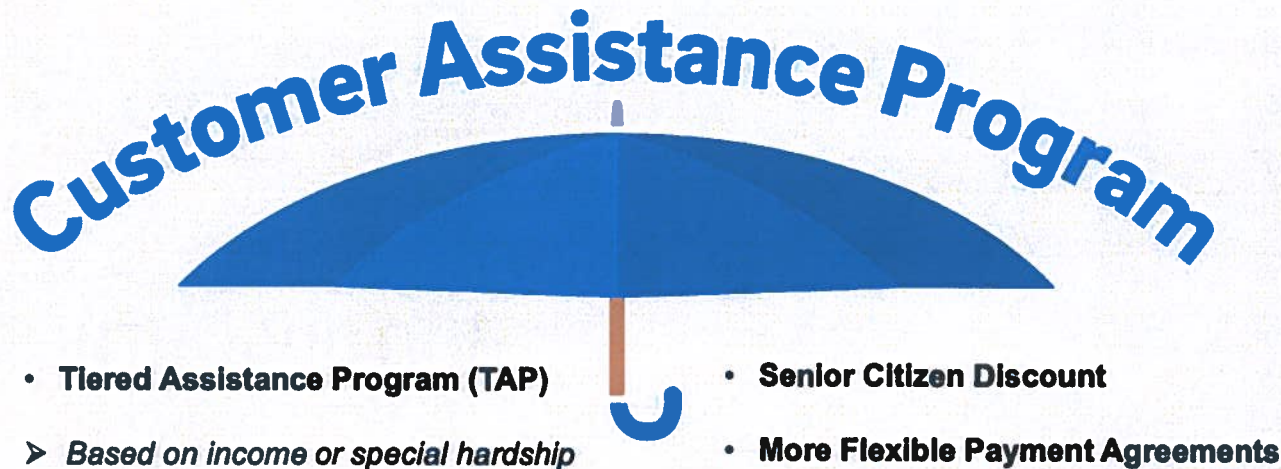 Customer Assistance Program
• Tiered Assistance Program (TAP)
➤ Based on income or special hardship
• Senior Citizen Discount
• More Flexible Payment Agreements